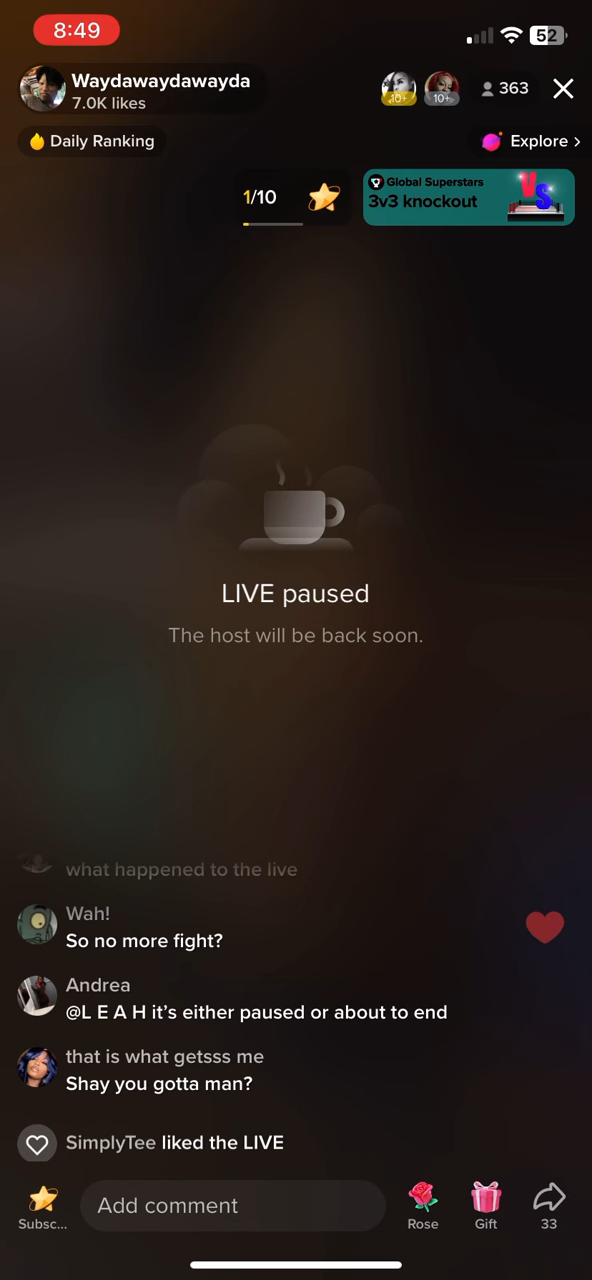 8:49
52
Waydawaydawayda
7.0K likes
10+
10+
363
Daily Ranking
Explore >
1/10
Global Superstars
3v3 knockout
VS
LIVE paused
The host will be back soon.
what happened to the live
Wah!
So no more fight?
Andrea
@L E A H it’s either paused or about to end
that is what getsss me
Shay you gotta man?
SimplyTee liked the LIVE
Subsc...
Add comment
Rose
Gift
33